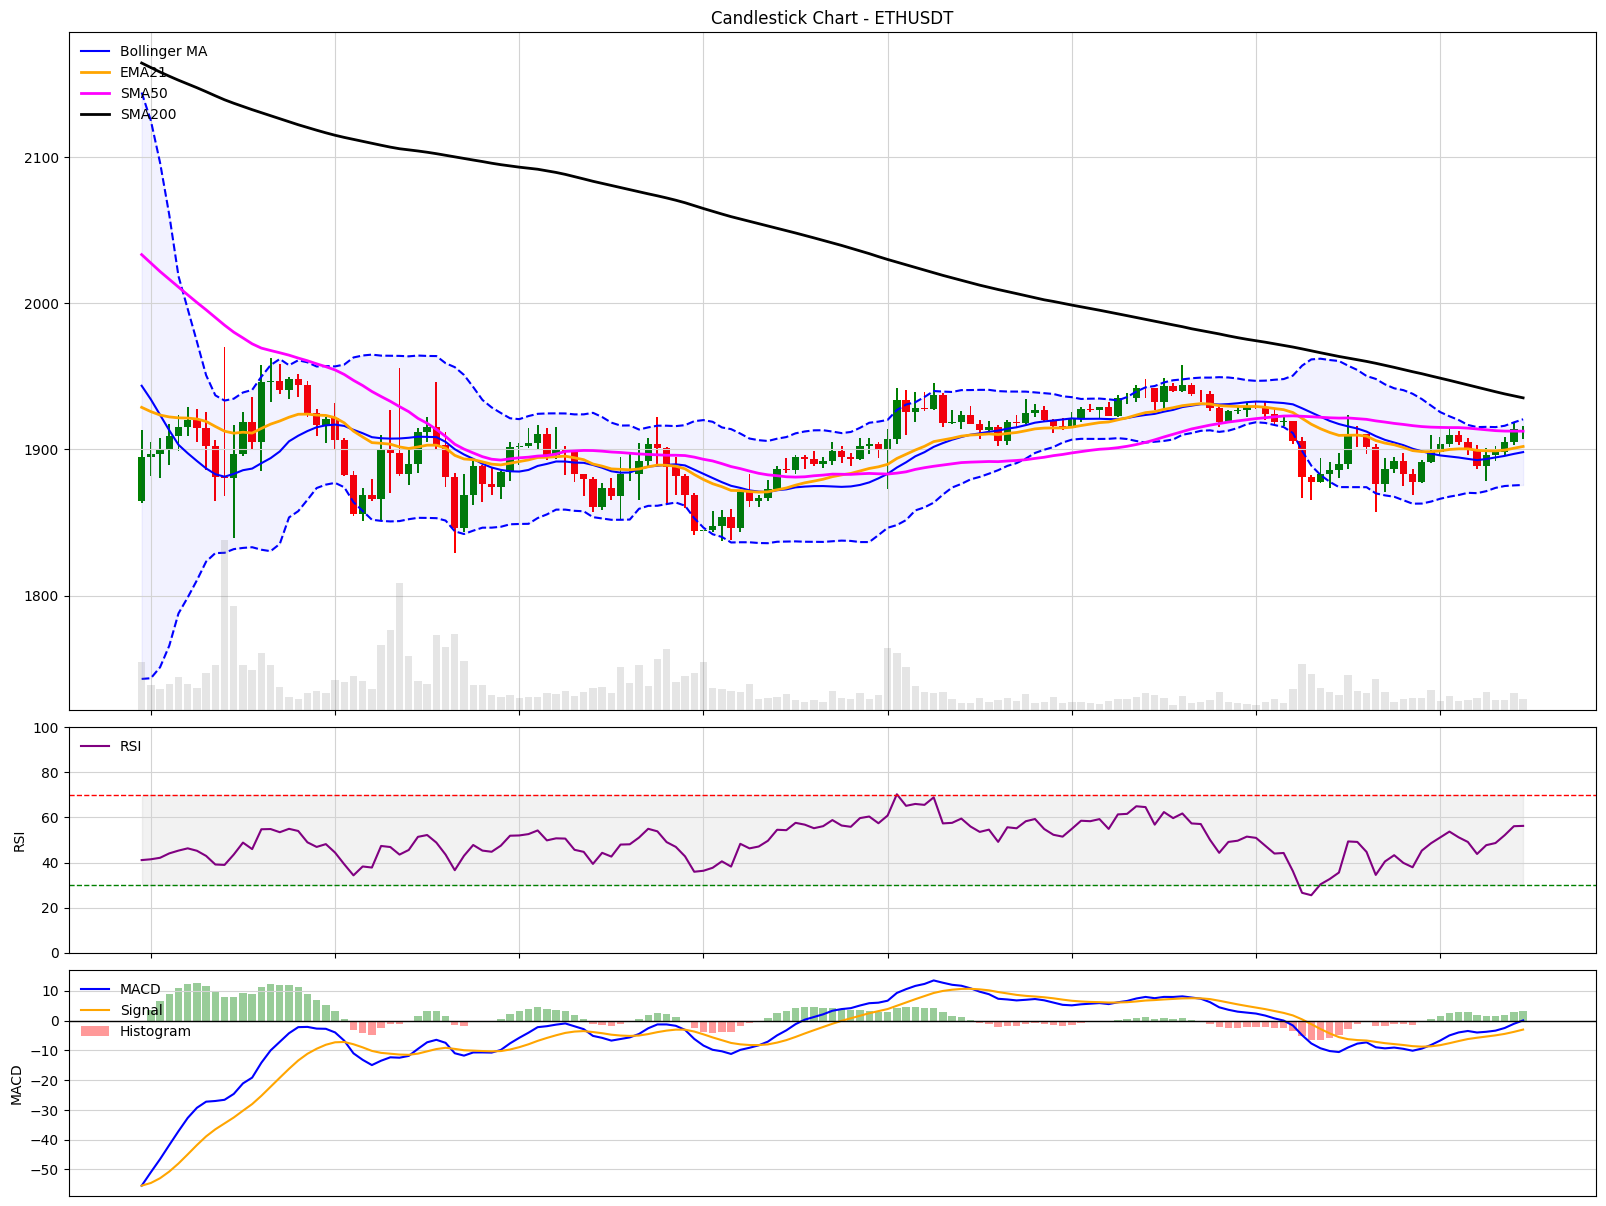 Candlestick Chart - ETHUSDT
Bollinger MA
EMA21
SMA50
SMA200
2100
2000
1900
1800
100
RSI
80
60
RSI
40
20
0
10
MACD
Signal
0
Histogram
−10
−20
MACD
−30
−40
−50